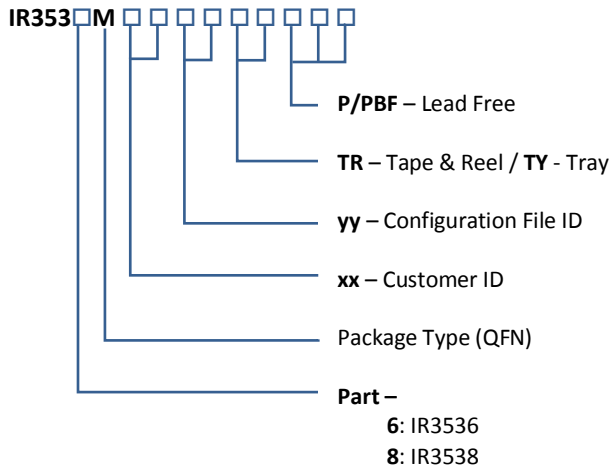 IR353□M□□□□□□□□□
P/PBF – Lead Free
TR – Tape & Reel / TY - Tray
yy – Configuration File ID
xx – Customer ID
Package Type (QFN)
Part –
6: IR3536
8: IR3538